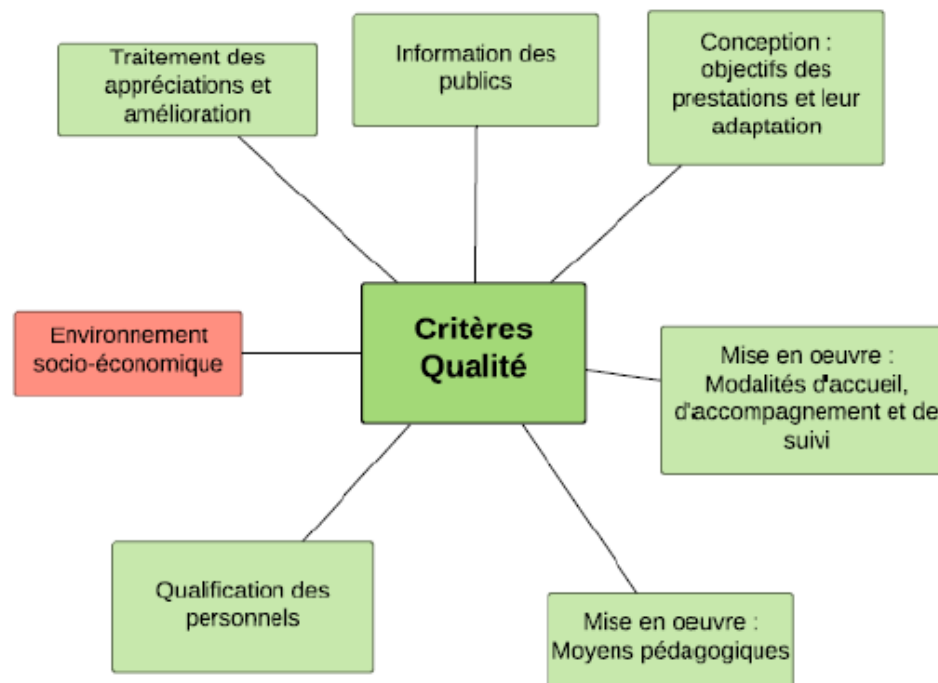 Traitement des
appréciations et
amélioration
Information des
publics
Conception :
objectifs des
prestations et leur
adaptation
Environnement
socio-économique
Critères
Qualité
Mise en oeuvre :
Modalités d'accueil,
d'accompagnement et de
suivi
Qualification des
personnels
Mise en oeuvre :
Moyens pédagogiques